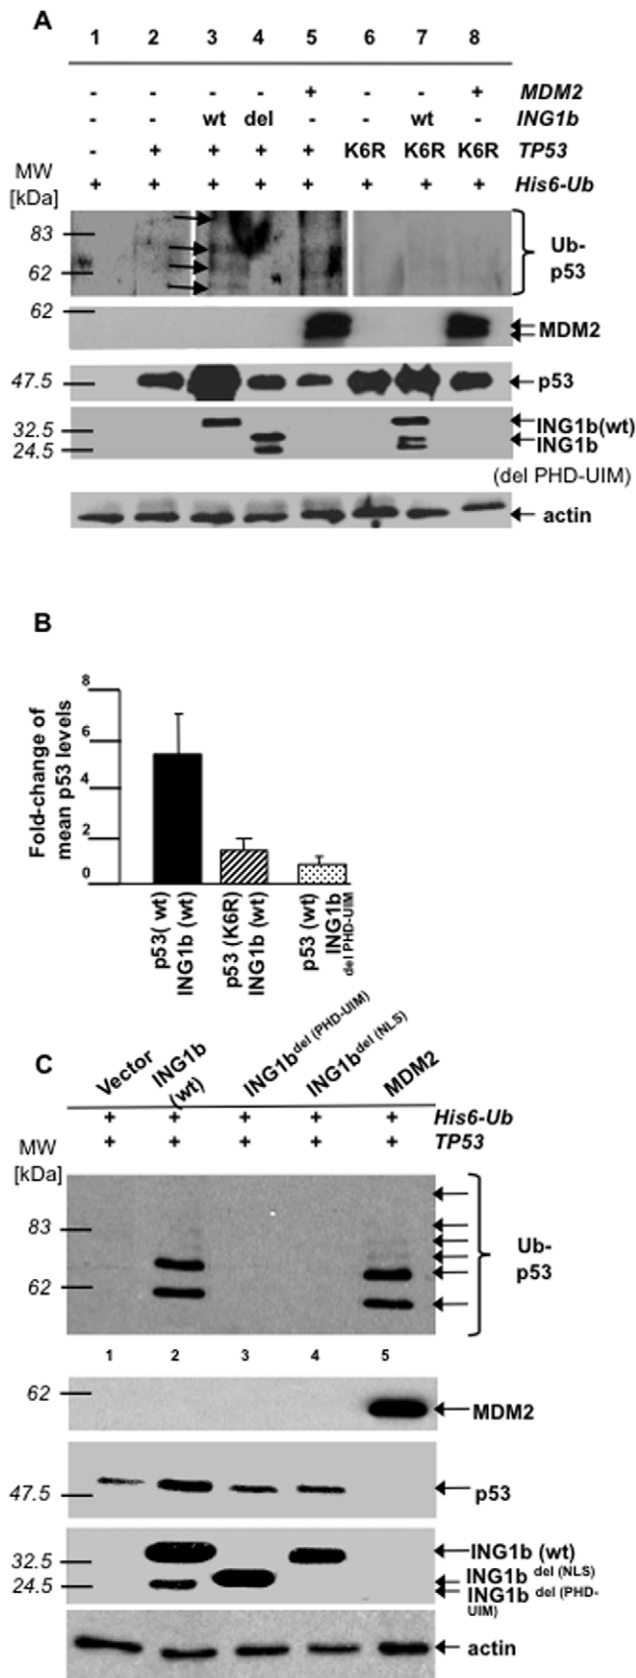 A
1 2 3 4 5 6 7 8
- - - - + - - + MDM2
- - wt del - - wt - ING1b
- + + + + K6R K6R K6R TP53
+ + + + + + + + His6-Ub
MW
[kDa]
83
62
Ub-
p53
62
MDM2
47.5
p53
32.5
24.5
ING1b(wt)
ING1b
(del PHD-UIM)
actin
B
Fold-change of
mean p53 levels
8
6
4
2
0
p53( wt)
ING1b (wt)
p53 (K6R)
ING1b (wt)
p53 (wt)
ING1b
del PHD-UIM
C
Vector
ING1b
(wt)
ING1b del (PHD-UIM)
ING1b del (NLS)
MDM2
+ + + + + His6-Ub
+ + + + + TP53
MW
[kDa]
83
62
Ub-
p53
1 2 3 4 5
62
MDM2
47.5
p53
32.5
24.5
ING1b (wt)
ING1b del (NLS)
ING1b del (PHD-
UIM)
actin